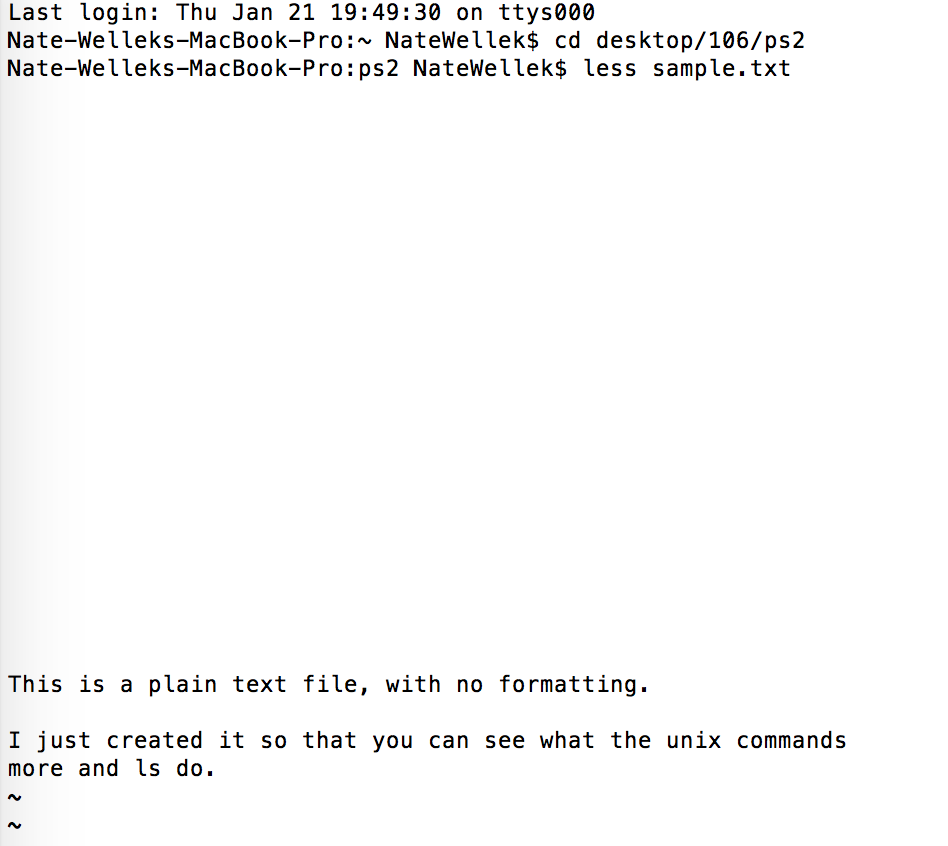 Last login: Thu Jan 21 19:49:30 on ttys000
Nate-Welleks-MacBook-Pro:~ NateWellek$ cd desktop/106/ps2
Nate-Welleks-MacBook-Pro:ps2 NateWellek$ less sample.txt
This is a plain text file, with no formatting.
I just created it so that you can see what the unix commands
more and ls do.
~
~